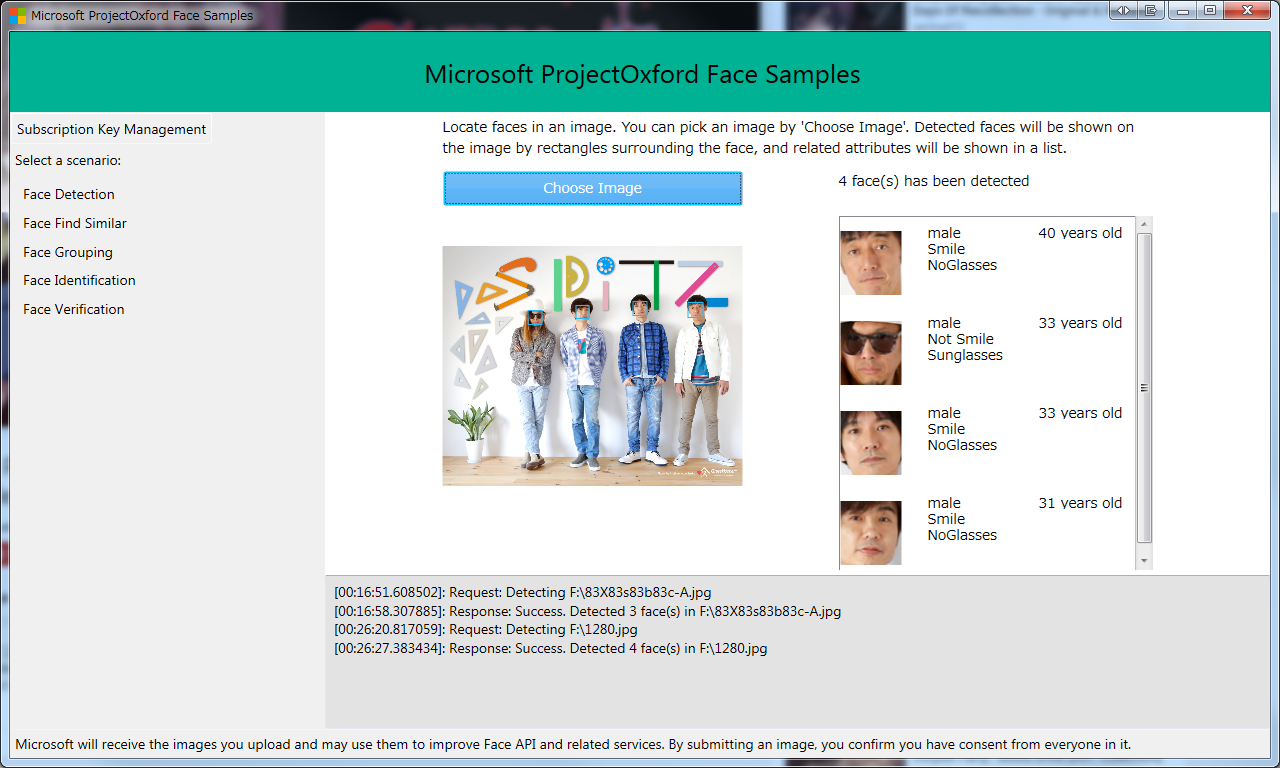 Microsoft ProjectOxford Face Samples
Microsoft ProjectOxford Face Samples
Subscription Key Management
Select a scenario:
Face Detection
Face Find Similar
Face Grouping
Face Identification
Face Verification
Locate faces in an image. You can pick an image by 'Choose Image'. Detected faces will be shown on
the image by rectangles surrounding the face, and related attributes will be shown in a list.
Choose Image
SPiTZ
4 face(s) has been detected
male 40 years old
Smile
NoGlasses
male 33 years old
Not Smile
Sunglasses
male 33 years old
Smile
NoGlasses
male 31 years old
Smile
NoGlasses
[00:16:51.608502]: Request: Detecting F:\83X83s83b83c-A.jpg
[00:16:58.307885]: Response: Success. Detected 3 face(s) in F:\83X83s83b83c-A.jpg
[00:26:20.817059]: Request: Detecting F:\1280.jpg
[00:26:27.383434]: Response: Success. Detected 4 face(s) in F:\1280.jpg
Microsoft will receive the images you upload and may use them to improve Face API and related services. By submitting an image, you confirm you have consent from everyone in it.